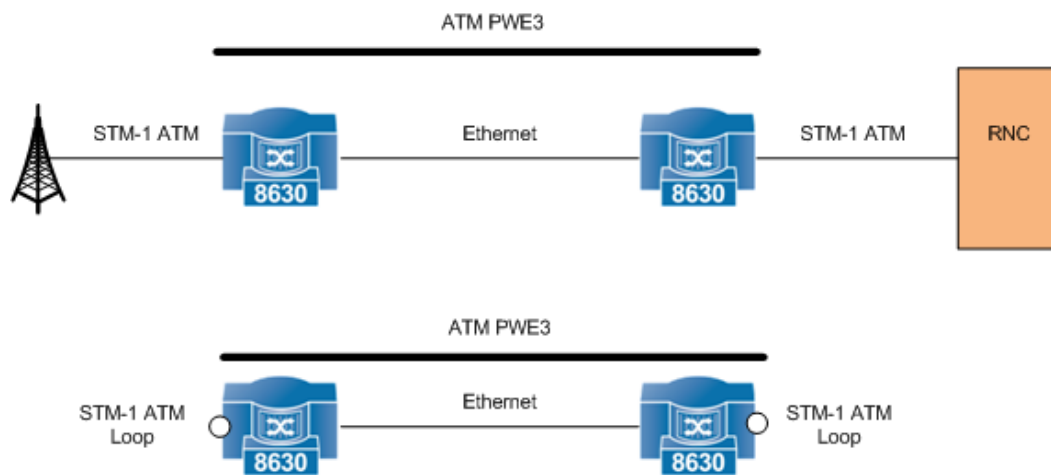 ATM PWE3
STM-1 ATM
Ethernet
STM-1 ATM
RNC
8630
8630
ATM PWE3
STM-1 ATM
Loop
Ethernet
STM-1 ATM
Loop
8630
8630